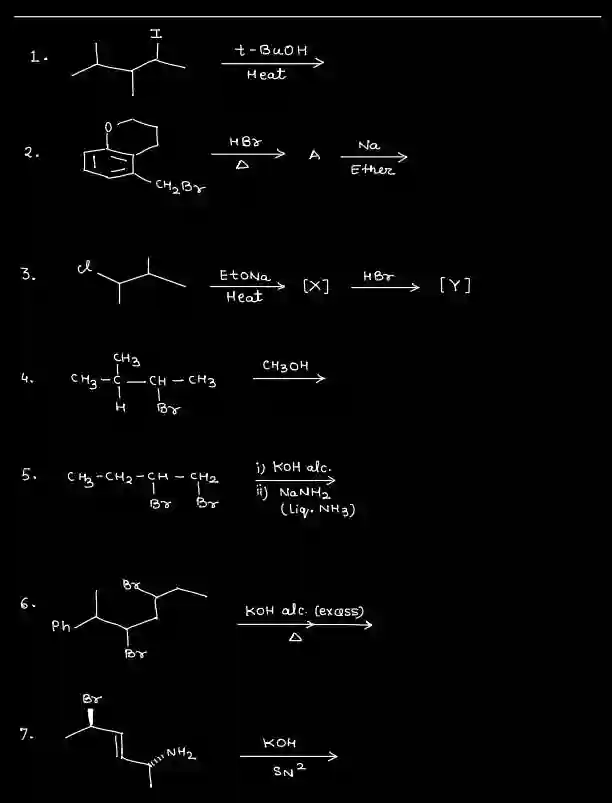 I
1. t-BuOH
Heat
O
2. HBr A Na
Δ Ether
CH2Br
3. Cl EtONa [X] HBr [Y]
Heat
CH3
4. CH3-C-CH-CH3 CH3OH
H Br
5. CH3-CH2-CH-CH2 i) KOH alc.
Br Br ii) NaNH2
(Liq. NH3)
Br
6. KOH alc. (excess)
Ph Δ
Br
Br
7. NH2 KOH
SN2